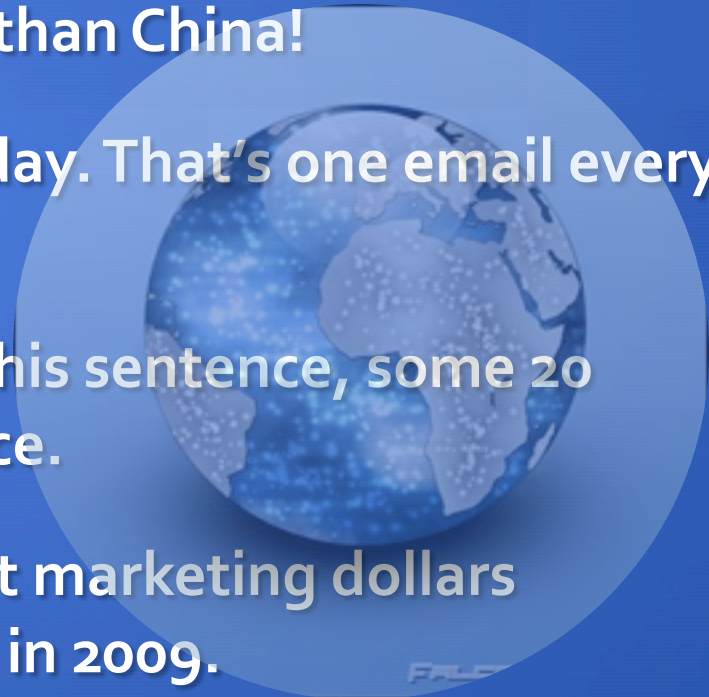 than China!
day. That’s one email every
his sentence, some 20
ce.
t marketing dollars
in 2009.